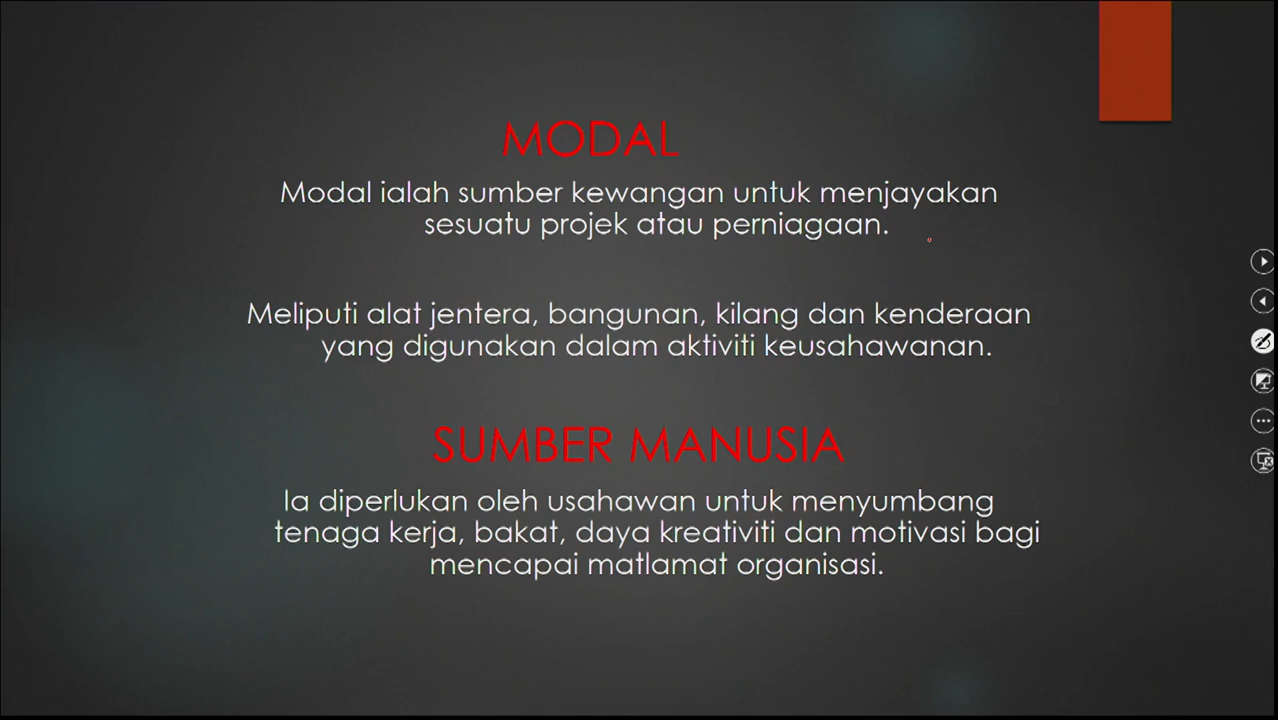 MODAL
Modal ialah sumber kewangan untuk menjayakan
sesuatu projek atau perniagaan.
Meliputi alat jentera, bangunan, kilang dan kenderaan
yang digunakan dalam aktiviti keusahawanan.
SUMBER MANUSIA
Ia diperlukan oleh usahawan untuk menyumbang
tenaga kerja, bakat, daya kreativiti dan motivasi bagi
mencapai matlamat organisasi.